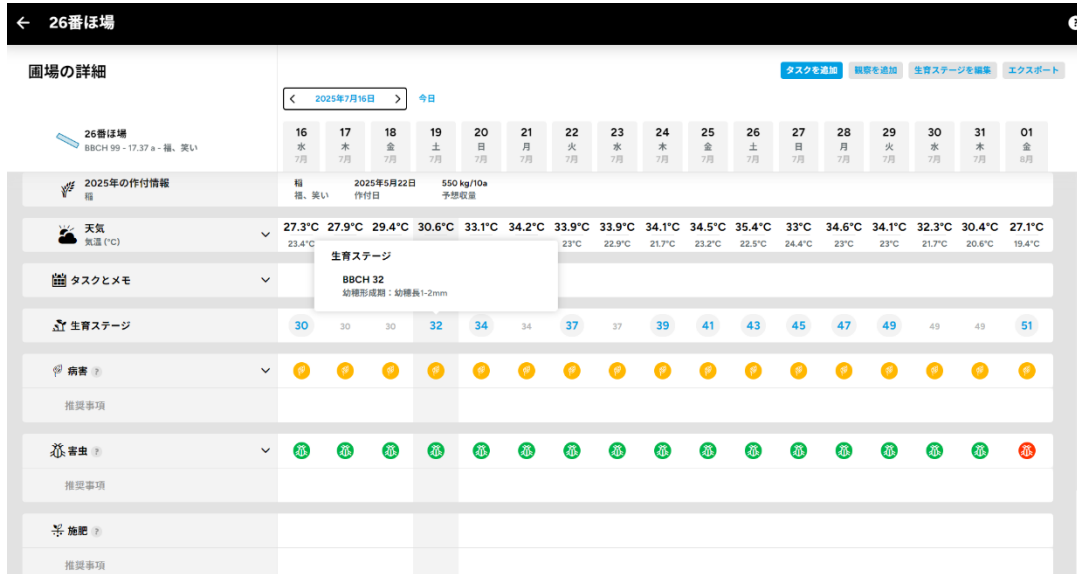 ← 26番ほ場
圃場の詳細
タスクを追加 観察を追加 生育ステージを編集 エクスポート
< 2025年7月16日 > 今日
26番ほ場
BBCH 99 - 17.37 a - 福、笑い
16 17 18 19 20 21 22 23 24 25 26 27 28 29 30 31 01
水 木 金 土 日 月 火 水 木 金 土 日 月 火 水 木 金
7月 7月 7月 7月 7月 7月 7月 7月 7月 7月 7月 7月 7月 7月 7月 7月 8月
2025年の作付情報 稲 2025年5月22日 550 kg/10a
稲 福、笑い 作付日 予想収量
天気 27.3°C 27.9°C 29.4°C 30.6°C 33.1°C 34.2°C 33.9°C 33.9°C 34.1°C 34.5°C 35.4°C 33°C 34.6°C 34.1°C 32.3°C 30.4°C 27.1°C
気温 (°C) 23.4°C 23°C 22.9°C 21.7°C 23.2°C 22.5°C 24.4°C 23°C 23°C 21.7°C 20.6°C 19.4°C
生育ステージ
BBCH 32
幼穂形成期：幼穂長1-2mm
タスクとメモ
生育ステージ 30 30 30 32 34 34 37 37 39 41 43 45 47 49 49 49 51
病害 ?
推奨事項
害虫 ?
推奨事項
施肥 ?
推奨事項